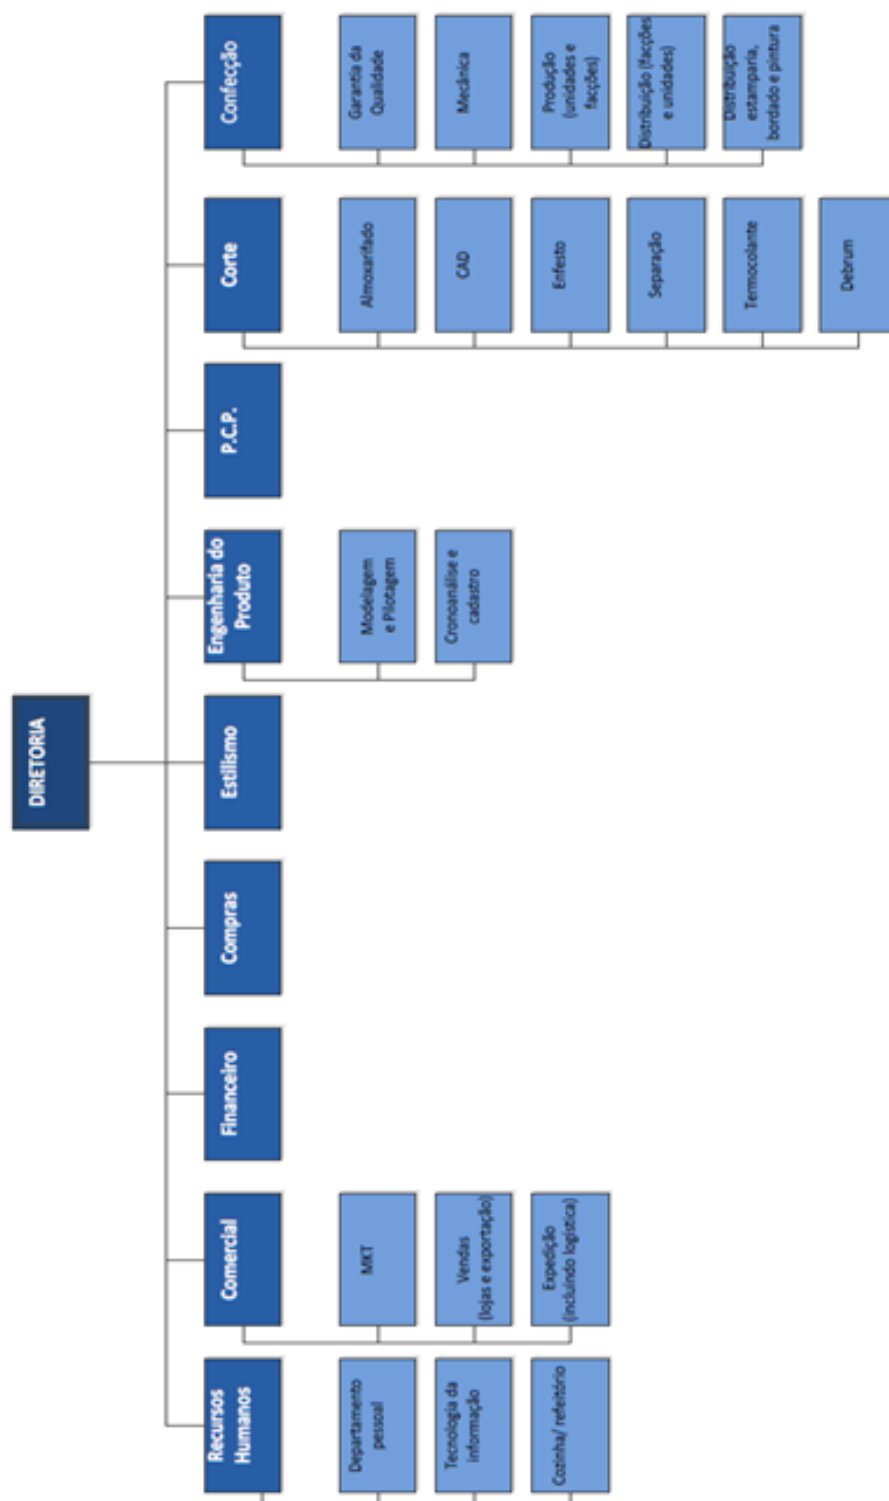 DIRETORIA
Recursos
Humanos
Comercial
Financeiro
Compras
Estilismo
Engenharia do
Produto
P.C.P.
Corte
Confecção
Departamento
pessoal
Tecnologia da
informação
Cozinha/ refeitório
MKT
Vendas
(lojas e exportação)
Expedição
(incluindo logística)
Modelagem
e Pilotagem
Cronoanálise e
cadastro
Almoxarifado
CAD
Enfesto
Separação
Termocolante
Debrum
Garantia da
Qualidade
Mecânica
Produção
(unidades e
facções)
Distribuição (facções
e unidades)
Distribuição
estamparia,
bordado e pintura